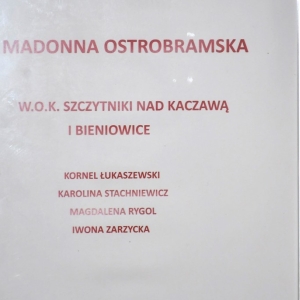 MADONNA OSTROBRAMSKA
W.O.K. SZCZYTNIKI NAD KACZAWĄ
I BIENIOWICE
KORNEL ŁUKASZEWSKI
KAROLINA STACHNIEWICZ
MAGDALENA RYGOL
IWONA ZARZYCKA